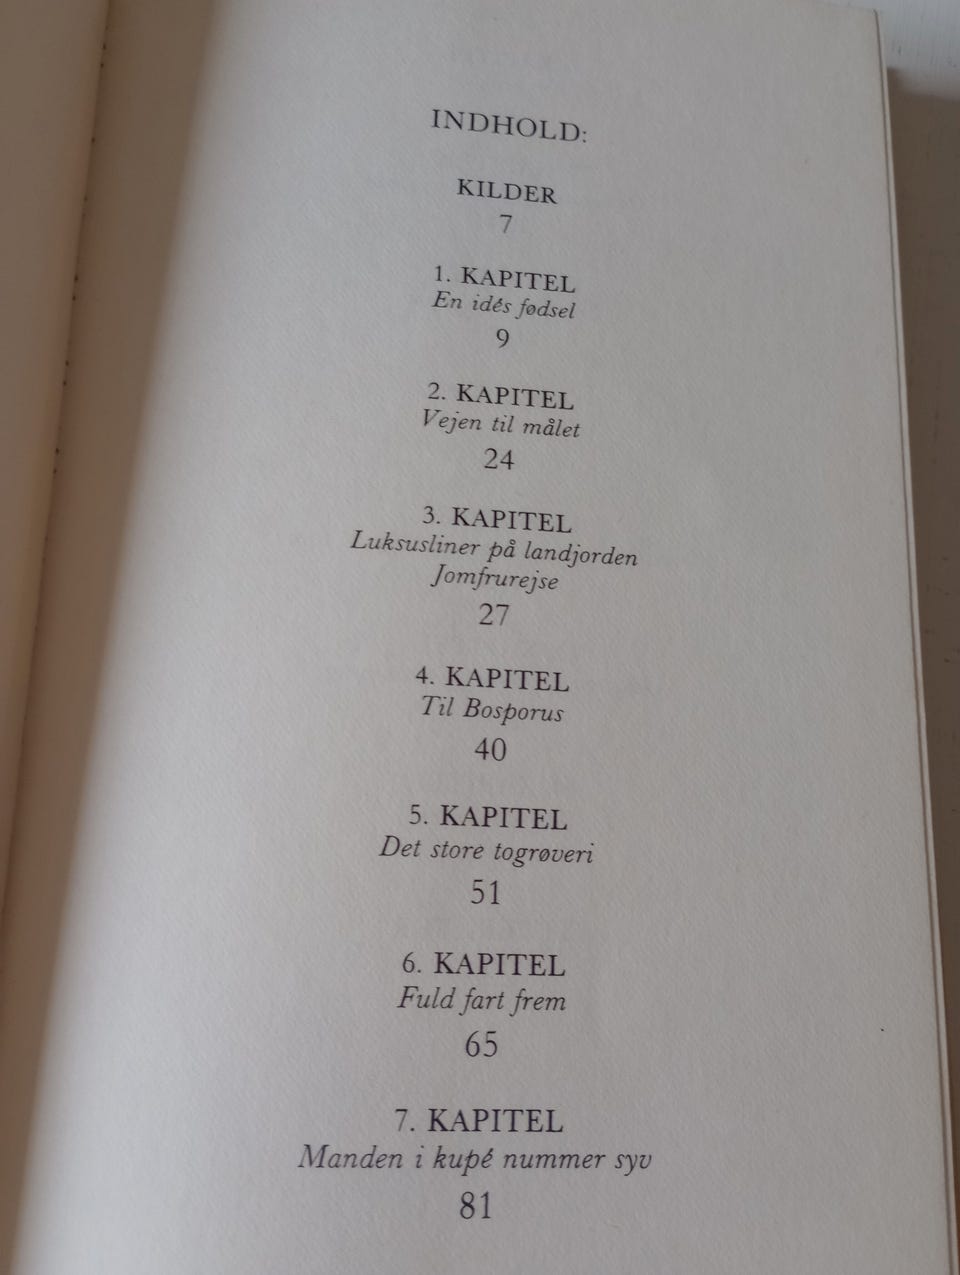 INDHOLD:
KILDER
7
1. KAPITEL
En idés fødsel
9
2. KAPITEL
Vejen til målet
24
3. KAPITEL
Luksusliner på landjorden
Jomfrurejse
27
4. KAPITEL
Til Bosporus
40
5. KAPITEL
Det store togrøveri
51
6. KAPITEL
Fuld fart frem
65
7. KAPITEL
Manden i kupé nummer syv
81